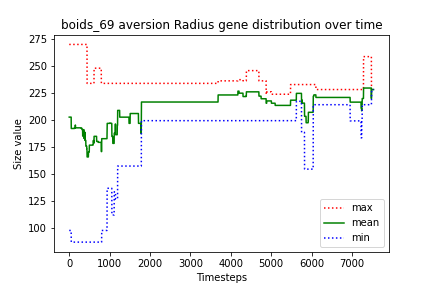 boids_69 aversion Radius gene distribution over time
Size value
275
250
225
200
175
150
125
100
0 1000 2000 3000 4000 5000 6000 7000
Timesteps
max
mean
min